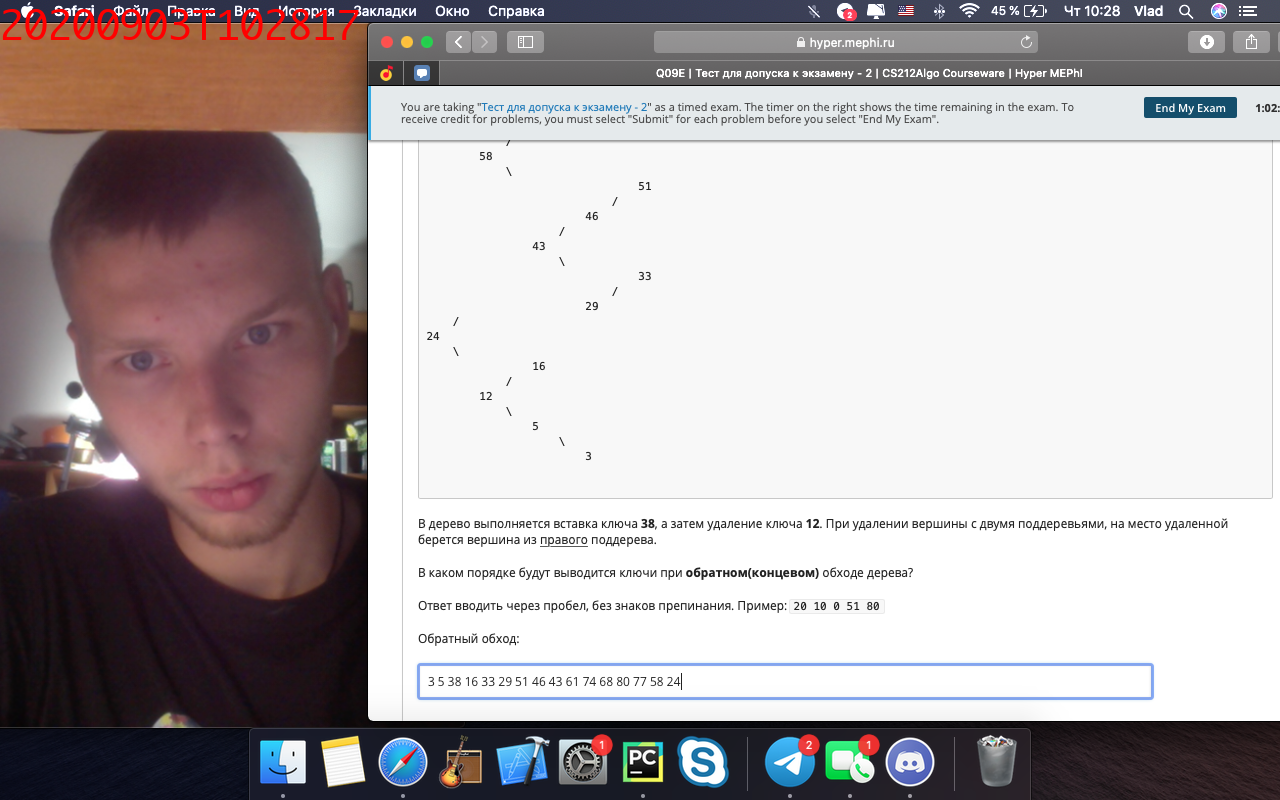 Safari Файл Правка Вид История Закладки Окно Справка 2 45 % Чт 10:28 Vlad
20200903T102817
hyper.mephi.ru
Q09E | Тест для допуска к экзамену - 2 | CS212Algo Courseware | Hyper MEPhI
You are taking "Тест для допуска к экзамену - 2" as a timed exam. The timer on the right shows the time remaining in the exam. To
receive credit for problems, you must select "Submit" for each problem before you select "End My Exam".
End My Exam
1:02:
/
58
\
51
/
46
/
43
\
33
/
29
/
24
\
16
/
12
\
5
\
3
В дерево выполняется вставка ключа 38, а затем удаление ключа 12. При удалении вершины с двумя поддеревьями, на место удаленной
берется вершина из правого поддерева.
В каком порядке будут выводится ключи при обратном(концевом) обходе дерева?
Ответ вводить через пробел, без знаков препинания. Пример: 20 10 0 51 80
Обратный обход:
3 5 38 16 33 29 51 46 43 61 74 68 80 77 58 24
1 PC 2 1